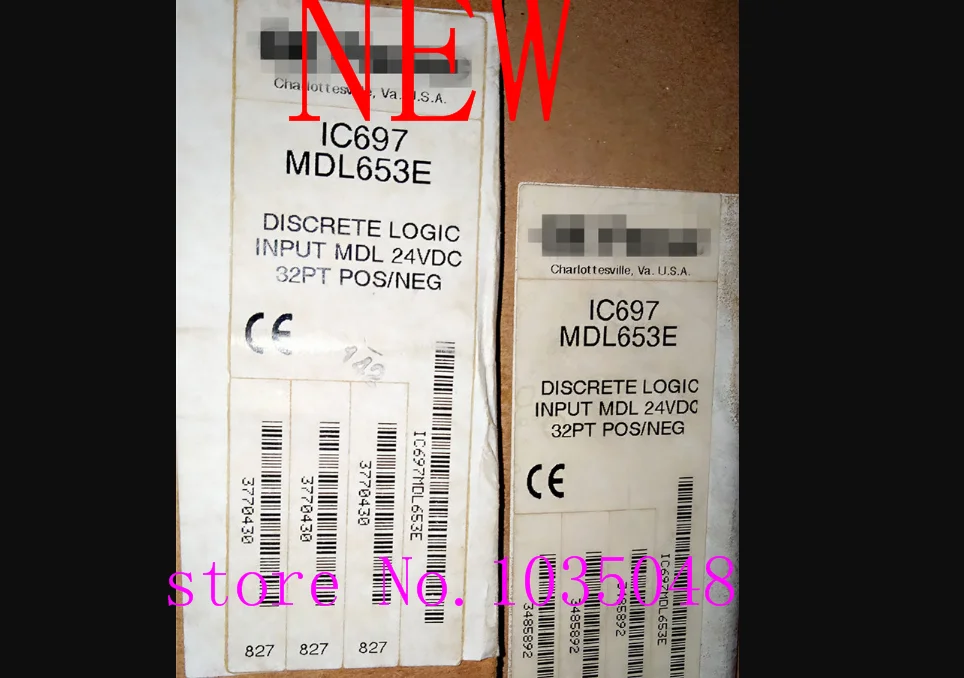 NEW
Charlottesville, Va. U.S.A.
IC697
MDL653E
DISCRETE LOGIC
INPUT MDL 24VDC
32PT POS/NEG
CE
3770430
3770430
3770430
IC697MDL653E
827
827
827
Charlottesville, Va. U.S.A.
IC697
MDL653E
DISCRETE LOGIC
INPUT MDL 24VDC
32PT POS/NEG
CE
3485892
3485892
3485892
IC697MDL653E
store No. 1035048